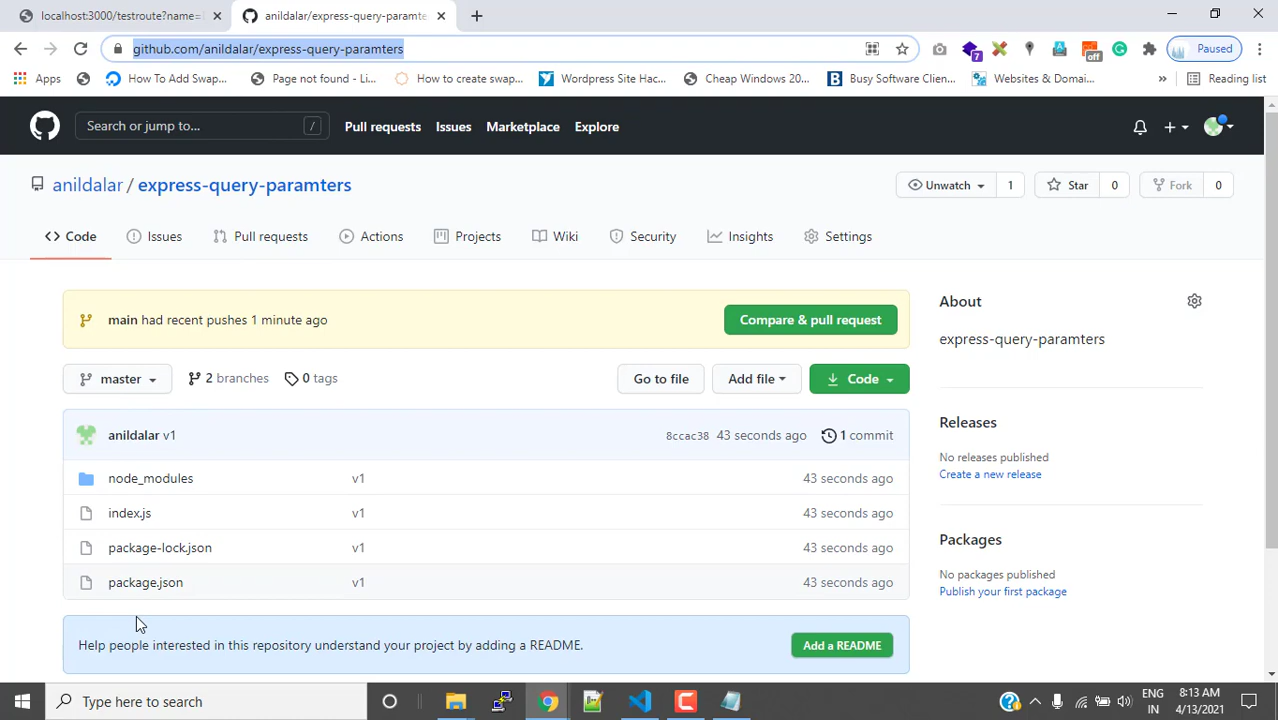 localhost:3000/testroute?name=
anildalar/express-query-paramte
github.com/anildalar/express-query-paramters
7
off
Paused
Apps
How To Add Swap...
Page not found - Li...
How to create swap...
Wordpress Site Hac...
Cheap Windows 20...
Busy Software Clien...
Websites & Domai...
»
Reading list
Search or jump to...
/
Pull requests
Issues
Marketplace
Explore
anildalar / express-query-paramters
Unwatch
1
Star
0
Fork
0
Code
Issues
Pull requests
Actions
Projects
Wiki
Security
Insights
Settings
main had recent pushes 1 minute ago
Compare & pull request
About
express-query-paramters
master
2 branches
0 tags
Go to file
Add file
Code
anildalar v1
8ccac38 43 seconds ago
1 commit
node_modules v1 43 seconds ago
index.js v1 43 seconds ago
package-lock.json v1 43 seconds ago
package.json v1 43 seconds ago
Releases
No releases published
Create a new release
Packages
No packages published
Publish your first package
Help people interested in this repository understand your project by adding a README.
Add a README
Type here to search
ENG
IN
8:13 AM
4/13/2021